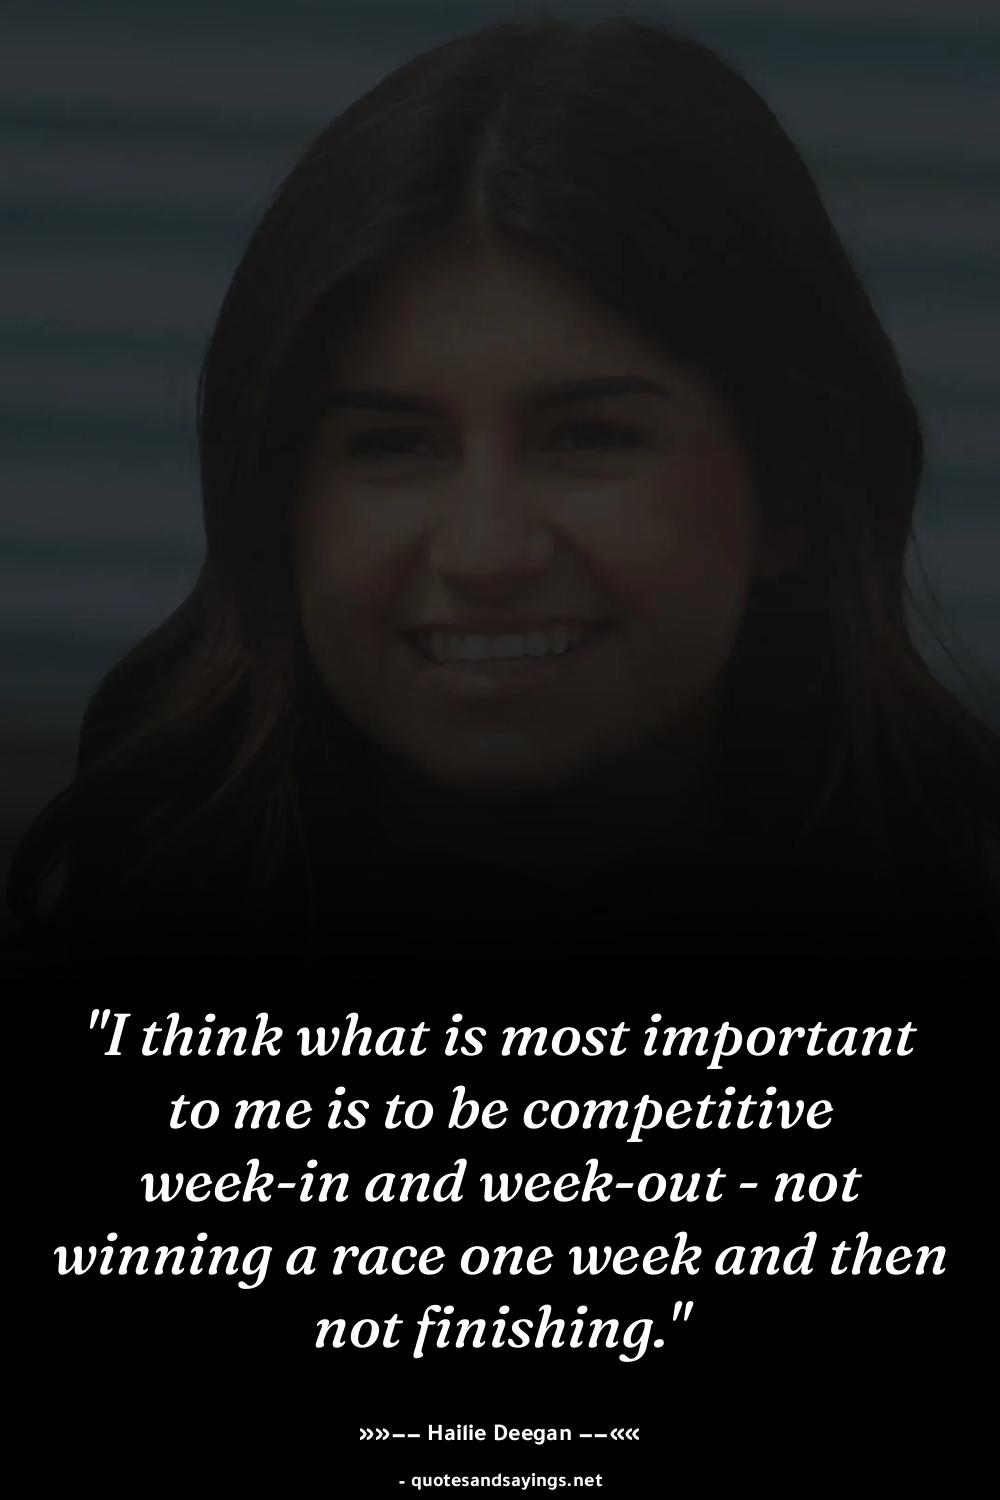 "I think what is most important
to me is to be competitive
week-in and week-out - not
winning a race one week and then
not finishing."
»»−− Hailie Deegan −−««
- quotesandsayings.net